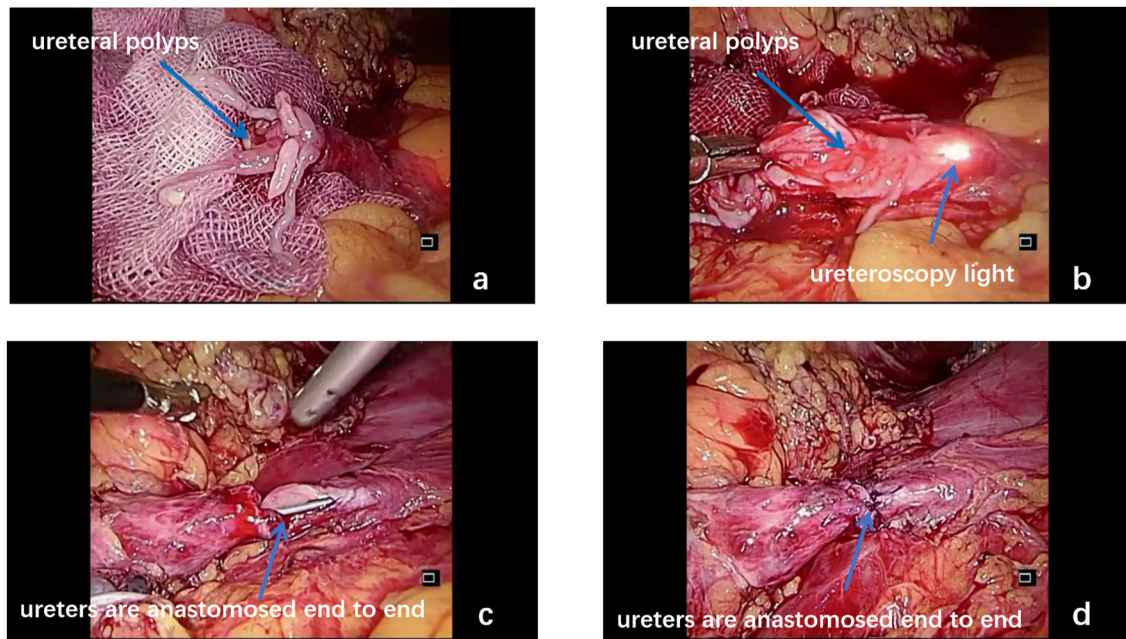 ureteral polyps
a
ureteral polyps
ureteroscopy light
b
ureters are anastomosed end to end
c
ureters are anastomosed end to end
d